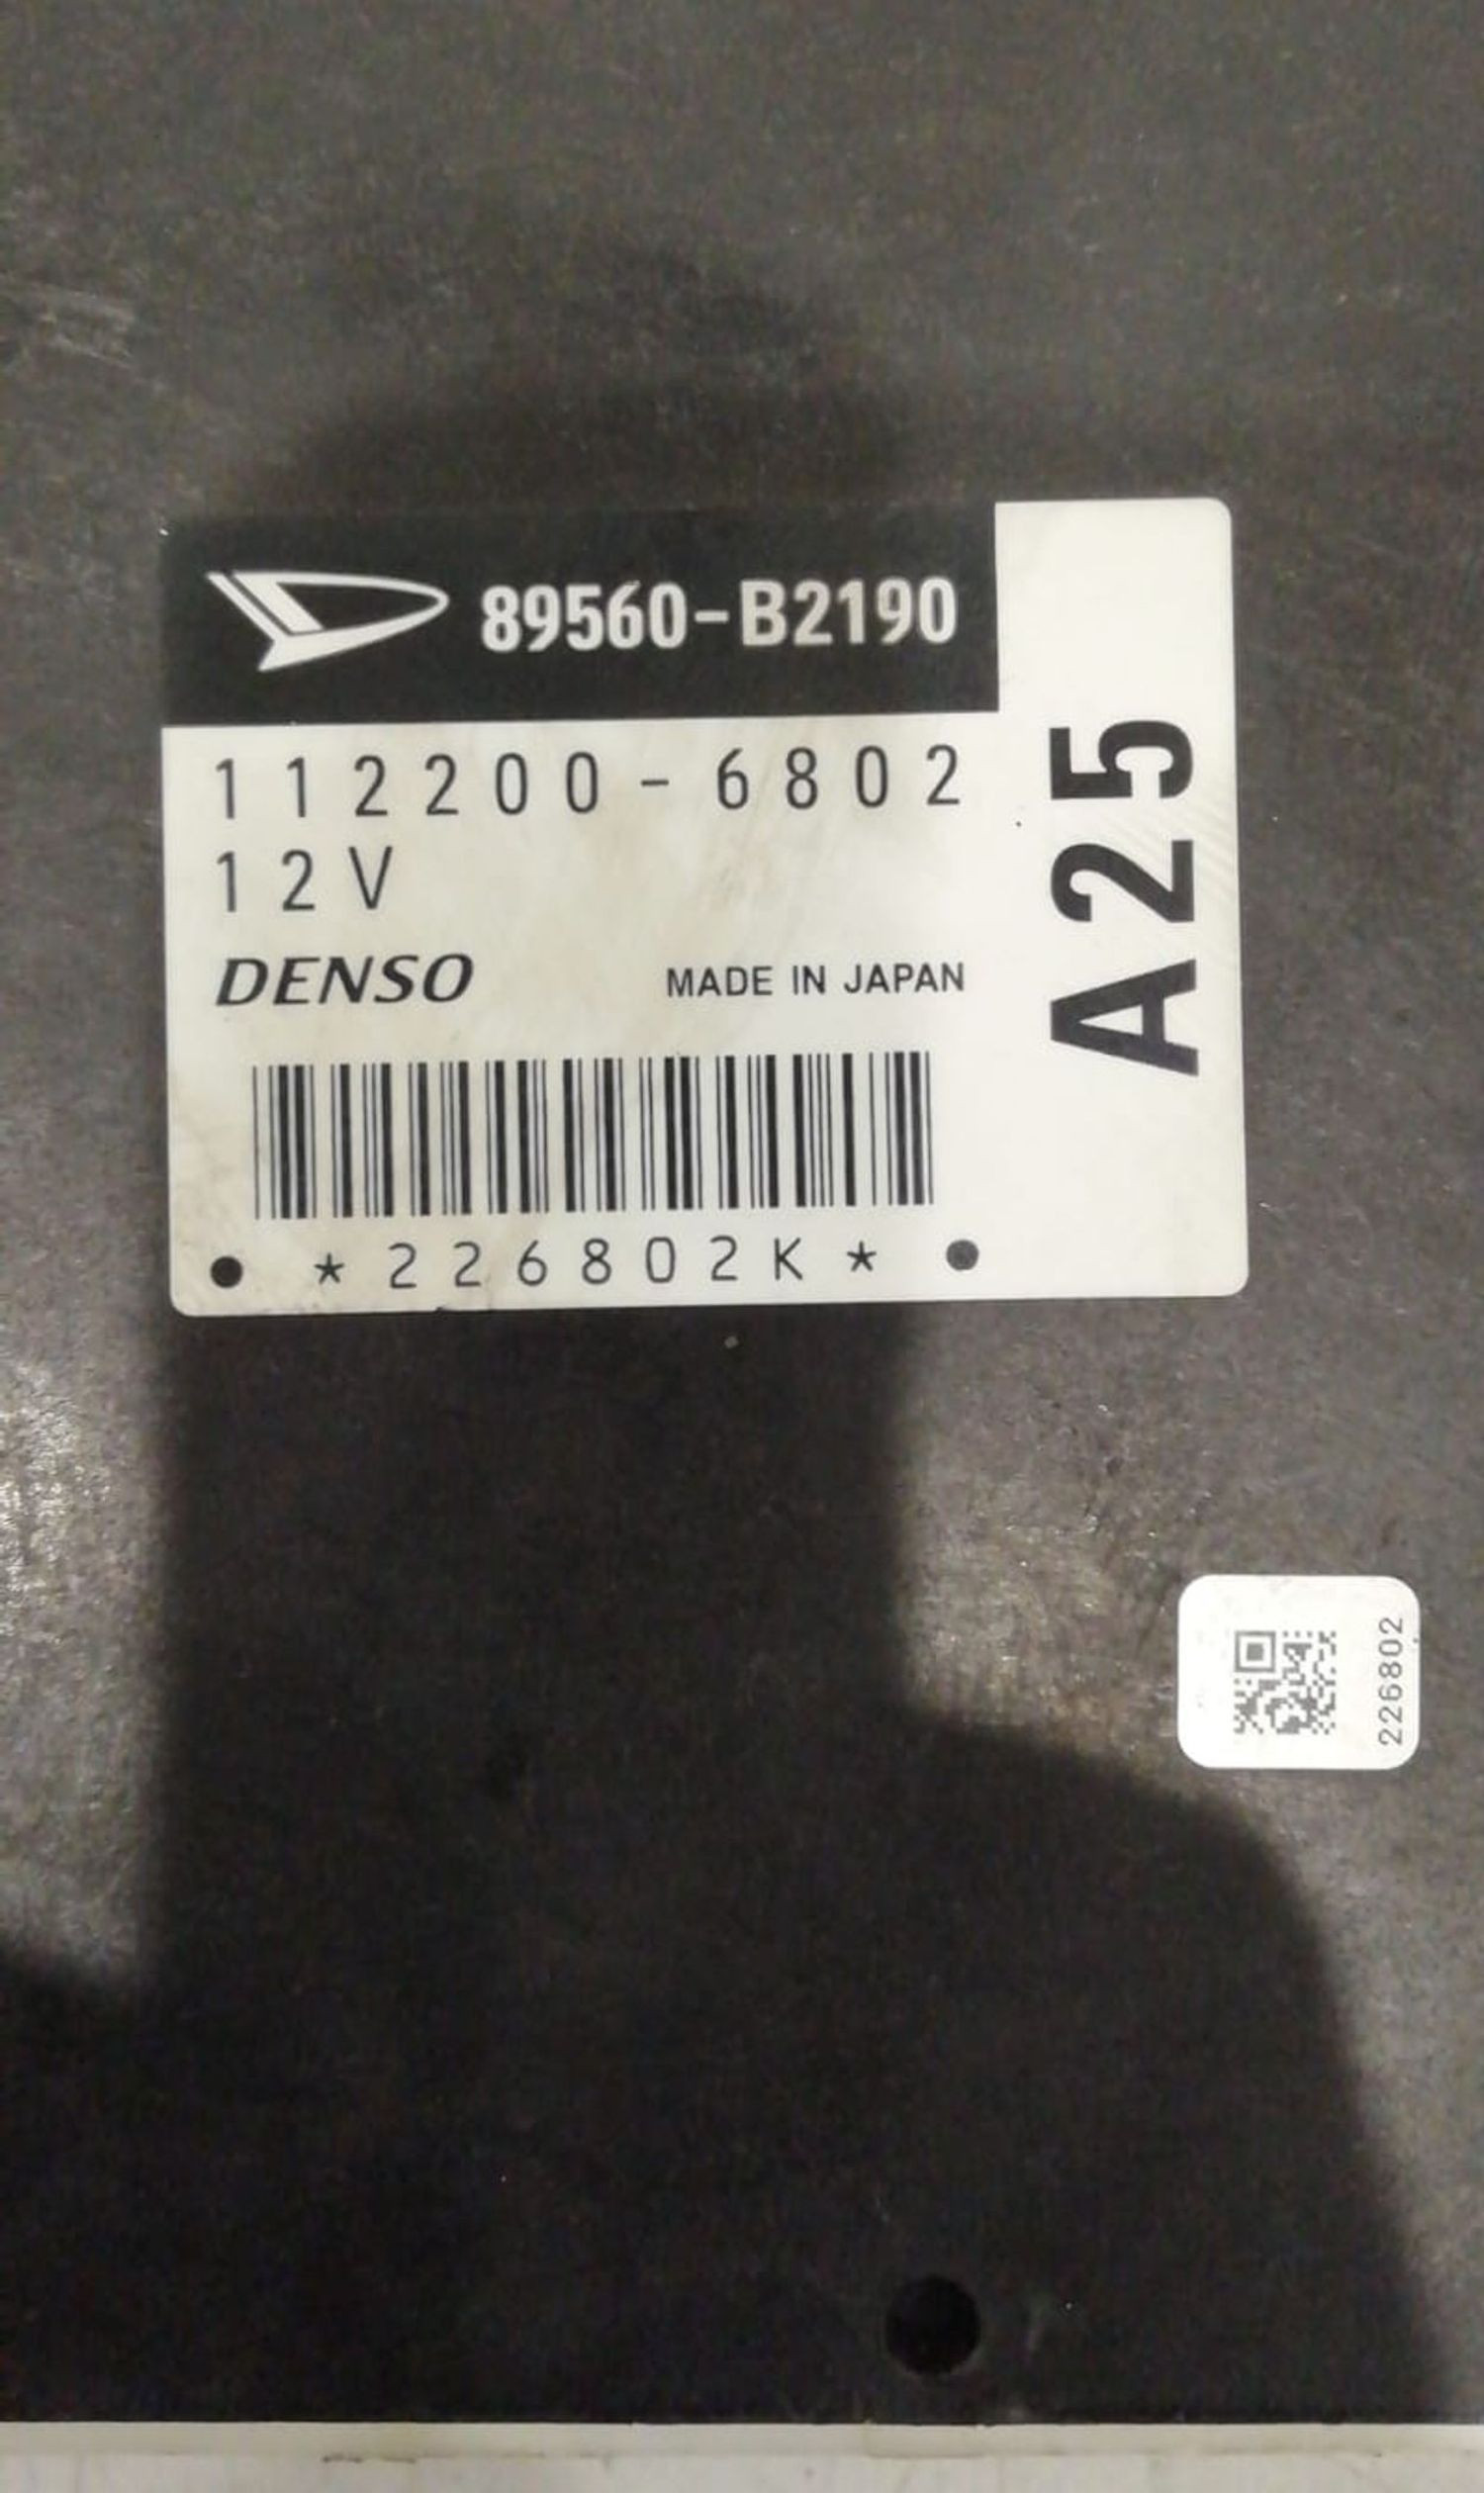 89560-B2190
112200-6802
12V
DENSO MADE IN JAPAN
*226802K*
A25
226802